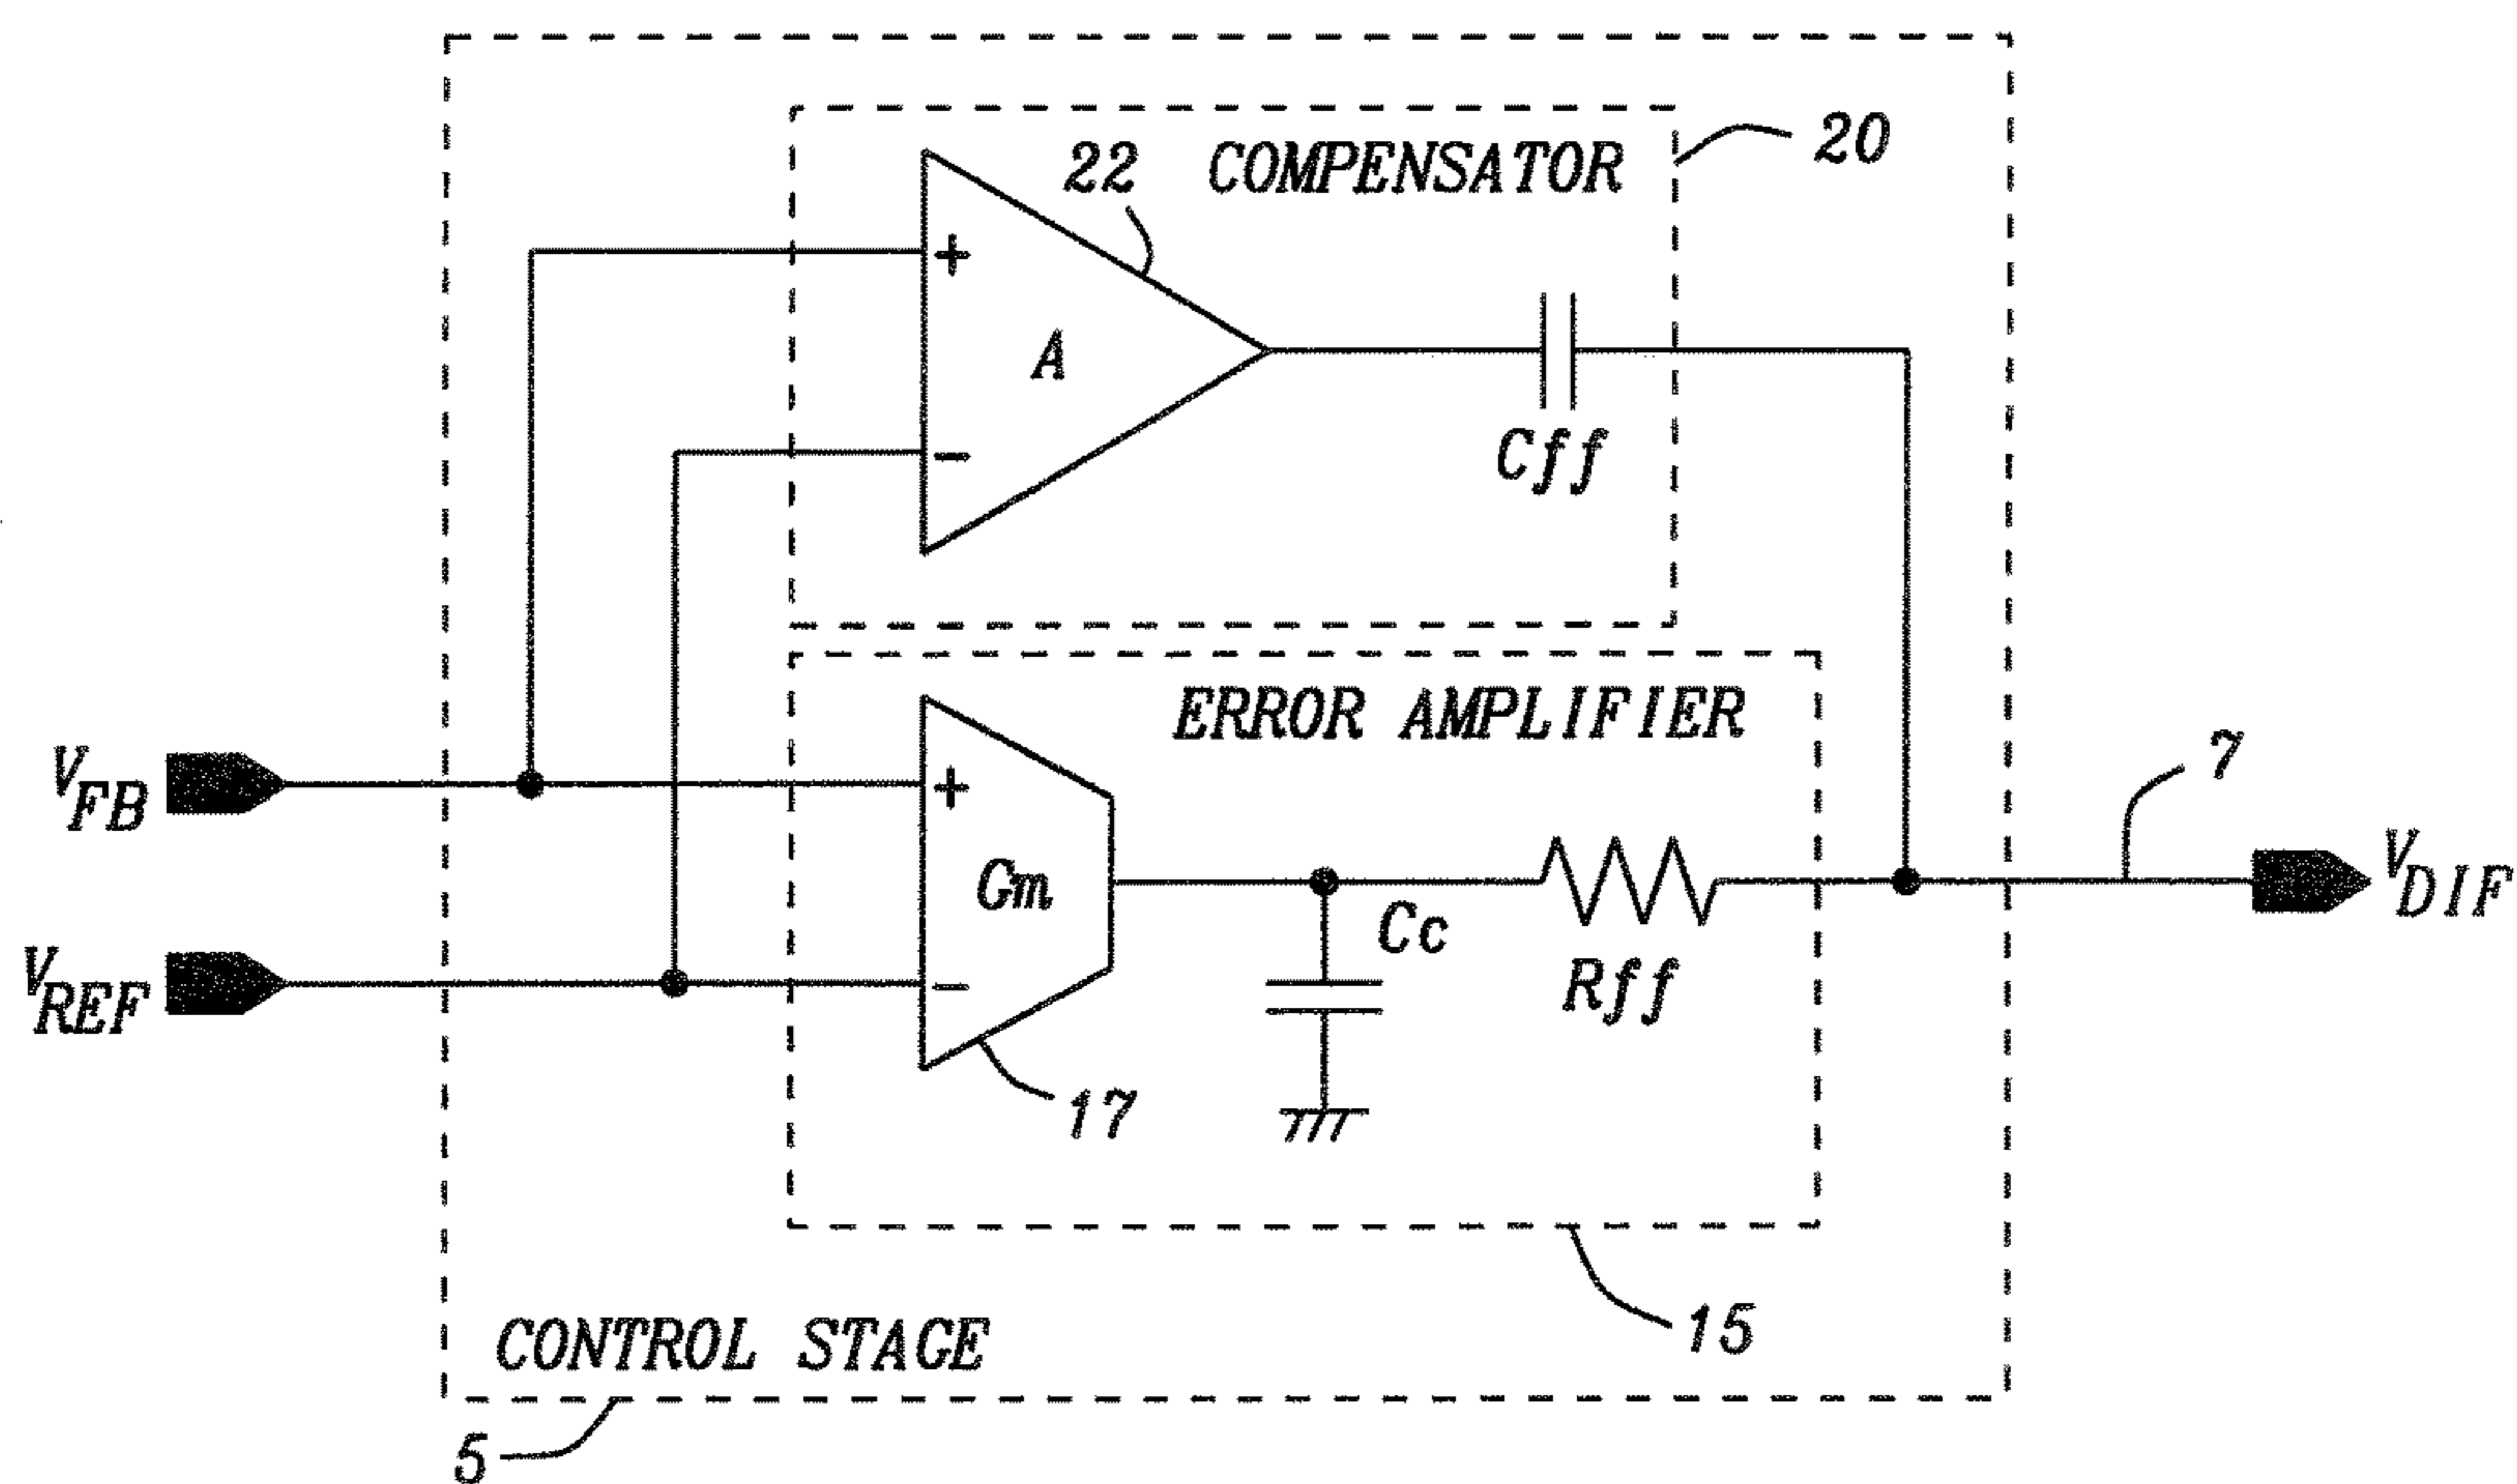 22 COMPENSATOR 20
+
A
-
Cff
ERROR AMPLIFIER
VFB
+
7
Gm
VDIF
Cc
VREF
-
Rff
17
15
CONTROL STAGE
5